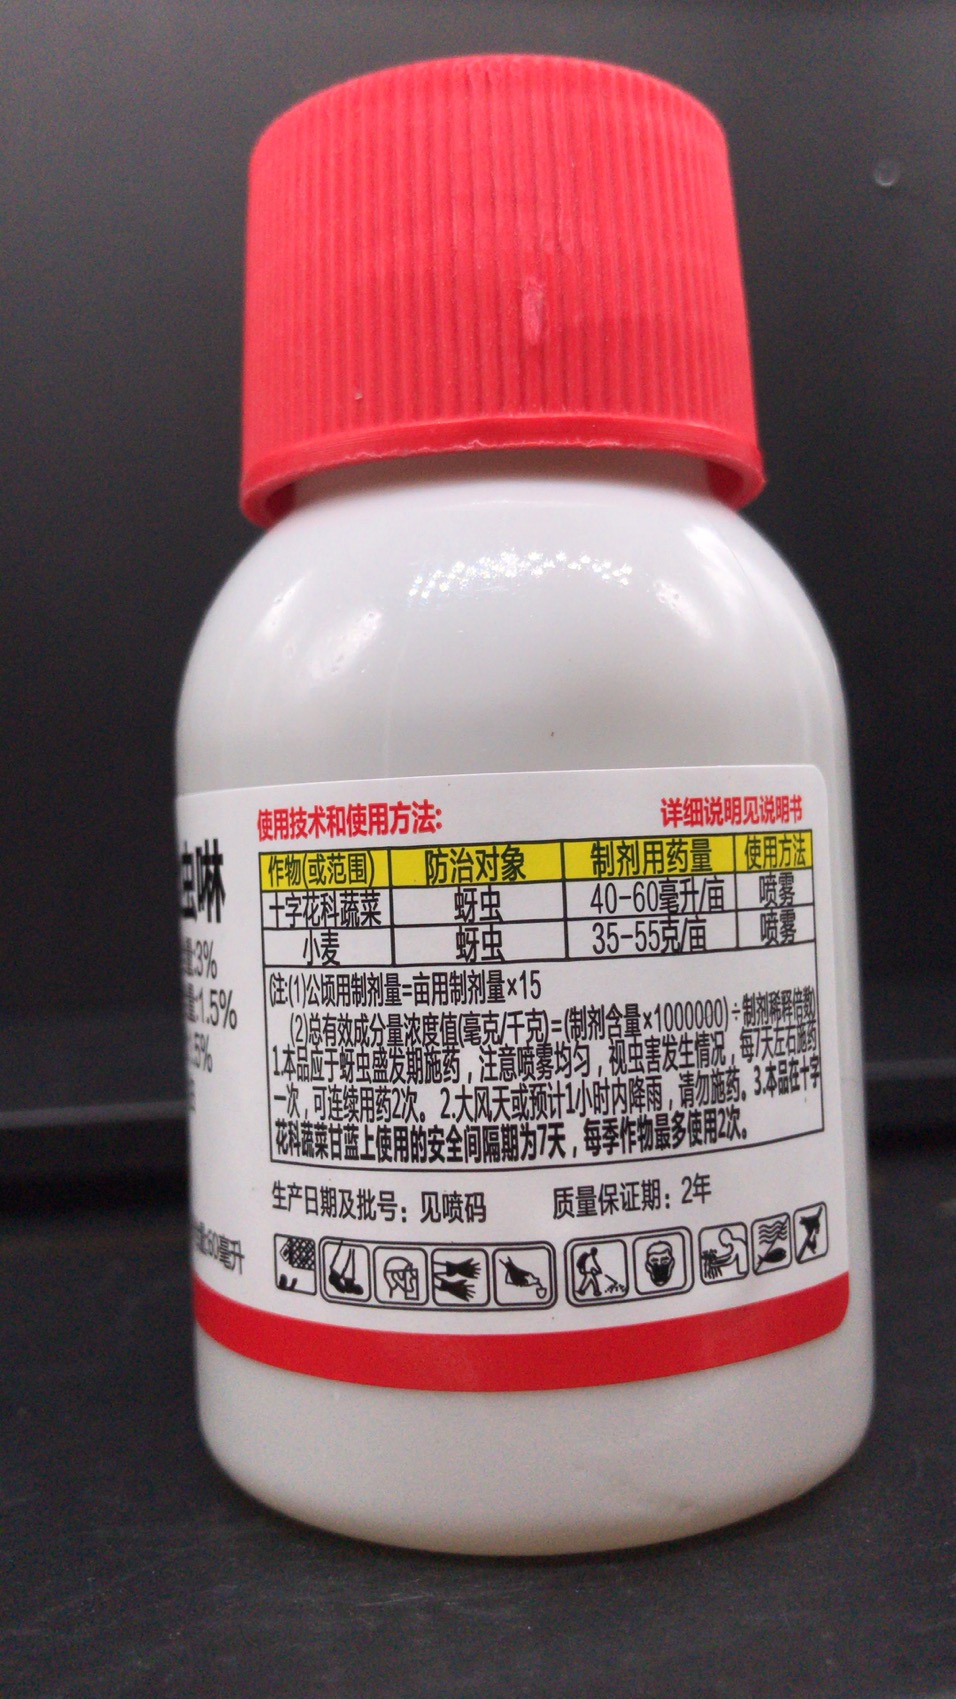 使用技术和使用方法: 详细说明见说明书
作物(或范围) 防治对象 制剂用药量 使用方法
十字花科蔬菜 蚜虫 40-60毫升/亩 喷雾
小麦 蚜虫 35-55克/亩 喷雾
(注:(1)公顷用制剂量=亩用制剂量×15
(2)总有效成分量浓度值(毫克/千克)=(制剂含量×1000000)÷制剂稀释倍数)
1.本品应于蚜虫盛发期施药，注意喷雾均匀，视虫害发生情况，每7天左右施药
一次，可连续用药2次。2.大风天或预计1小时内降雨，请勿施药。3.本品在十字
花科蔬菜甘蓝上使用的安全间隔期为7天，每季作物最多使用2次。
生产日期及批号：见喷码 质量保证期：2年
虫啉
量:3%
量:1.5%
1.5%
60毫升